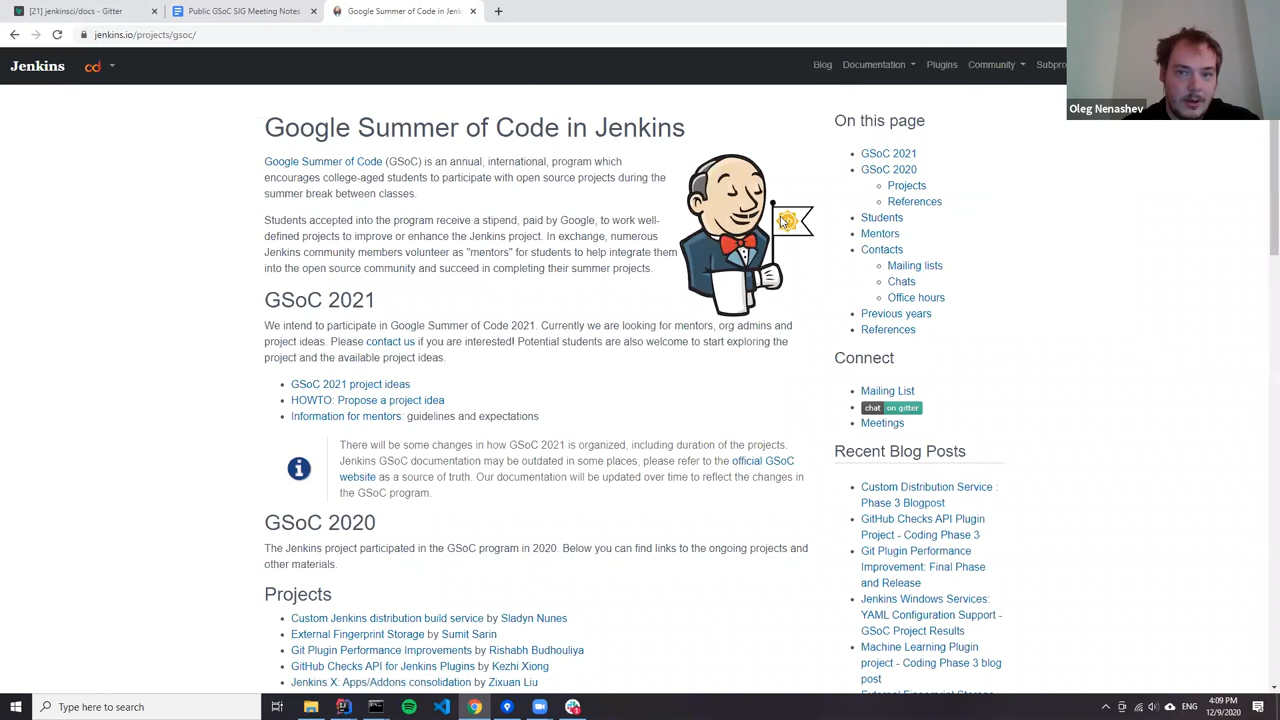 [21] jenkinsci/docs - Gitter
Public GSoC SIG Meeting Notes
Google Summer of Code in Jenk
jenkins.io/projects/gsoc/
Jenkins
cd
Blog
Documentation
Plugins
Community
Subpro
Oleg Nenashev
Google Summer of Code in Jenkins
Google Summer of Code (GSoC) is an annual, international, program which
encourages college-aged students to participate with open source projects during the
summer break between classes.
Students accepted into the program receive a stipend, paid by Google, to work well-
defined projects to improve or enhance the Jenkins project. In exchange, numerous
Jenkins community members volunteer as "mentors" for students to help integrate them
into the open source community and succeed in completing their summer projects.
GSoC 2021
We intend to participate in Google Summer of Code 2021. Currently we are looking for mentors, org admins and
project ideas. Please contact us if you are interested! Potential students are also welcome to start exploring the
project and the available project ideas.
GSoC 2021 project ideas
HOWTO: Propose a project idea
Information for mentors: guidelines and expectations
There will be some changes in how GSoC 2021 is organized, including duration of the projects.
Jenkins GSoC documentation may be outdated in some places, please refer to the official GSoC
website as a source of truth. Our documentation will be updated over time to reflect the changes in
the GSoC program.
GSoC 2020
The Jenkins project participated in the GSoC program in 2020. Below you can find links to the ongoing projects and
other materials.
Projects
Custom Jenkins distribution build service by Sladyn Nunes
External Fingerprint Storage by Sumit Sarin
Git Plugin Performance Improvements by Rishabh Budhouliya
GitHub Checks API for Jenkins Plugins by Kezhi Xiong
Jenkins X: Apps/Addons consolidation by Zixuan Liu
On this page
GSoC 2021
GSoC 2020
Projects
References
Students
Mentors
Contacts
Mailing lists
Chats
Office hours
Previous years
References
Connect
Mailing List
chat on gitter
Meetings
Recent Blog Posts
Custom Distribution Service :
Phase 3 Blogpost
GitHub Checks API Plugin
Project - Coding Phase 3
Git Plugin Performance
Improvement: Final Phase
and Release
Jenkins Windows Services:
YAML Configuration Support -
GSoC Project Results
Machine Learning Plugin
project - Coding Phase 3 blog
post
External Fingerprint Storage
Type here to search
ENG
4:09 PM
12/9/2020